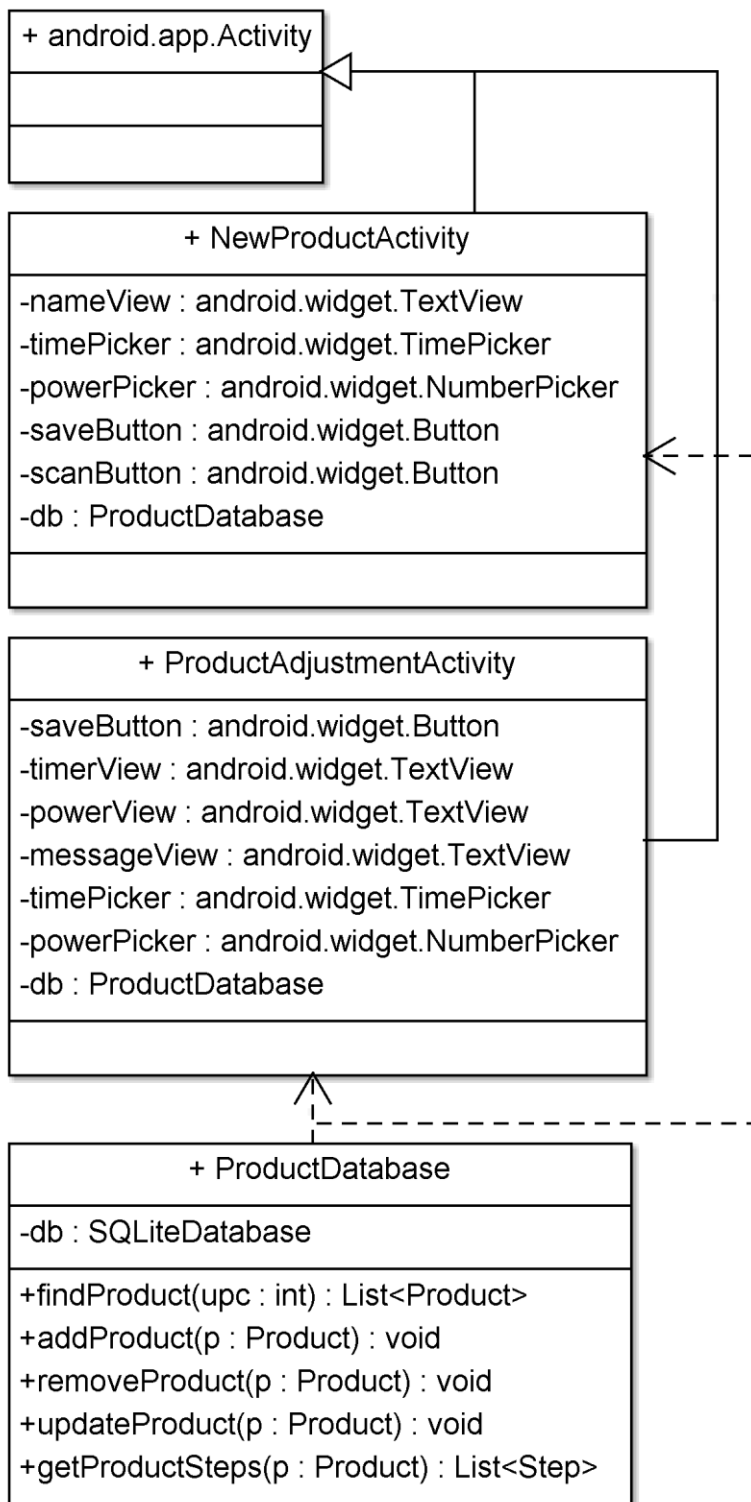 + android.app.Activity
+ NewProductActivity
-nameView : android.widget.TextView
-timePicker : android.widget.TimePicker
-powerPicker : android.widget.NumberPicker
-saveButton : android.widget.Button
-scanButton : android.widget.Button
-db : ProductDatabase
+ ProductAdjustmentActivity
-saveButton : android.widget.Button
-timerView : android.widget.TextView
-powerView : android.widget.TextView
-messageView : android.widget.TextView
-timePicker : android.widget.TimePicker
-powerPicker : android.widget.NumberPicker
-db : ProductDatabase
+ ProductDatabase
-db : SQLiteDatabase
+findProduct(upc : int) : List<Product>
+addProduct(p : Product) : void
+removeProduct(p : Product) : void
+updateProduct(p : Product) : void
+getProductSteps(p : Product) : List<Step>